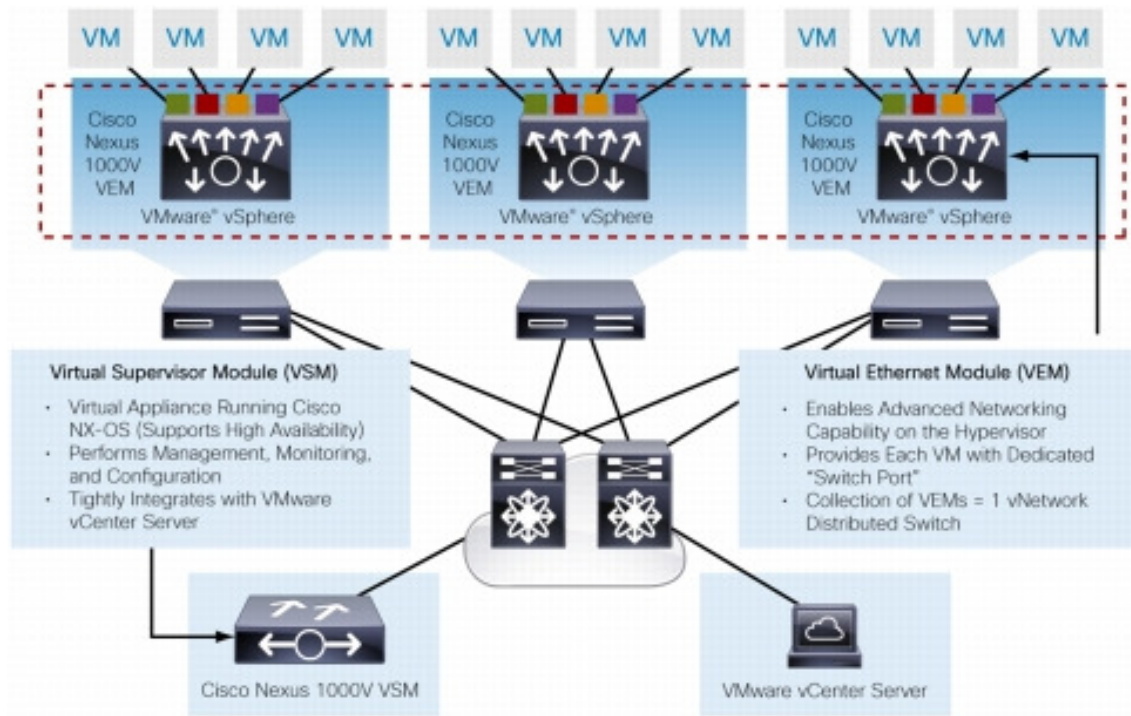 VM VM VM VM VM VM VM VM VM VM VM VM
Cisco
Nexus
1000V
VEM
VMware® vSphere
Cisco
Nexus
1000V
VEM
VMware® vSphere
Cisco
Nexus
1000V
VEM
VMware® vSphere
Virtual Supervisor Module (VSM)
• Virtual Appliance Running Cisco
NX-OS (Supports High Availability)
• Performs Management, Monitoring,
and Configuration
• Tightly Integrates with VMware
vCenter Server
Virtual Ethernet Module (VEM)
• Enables Advanced Networking
Capability on the Hypervisor
• Provides Each VM with Dedicated
“Switch Port”
• Collection of VEMs = 1 vNetwork
Distributed Switch
Cisco Nexus 1000V VSM
VMware vCenter Server